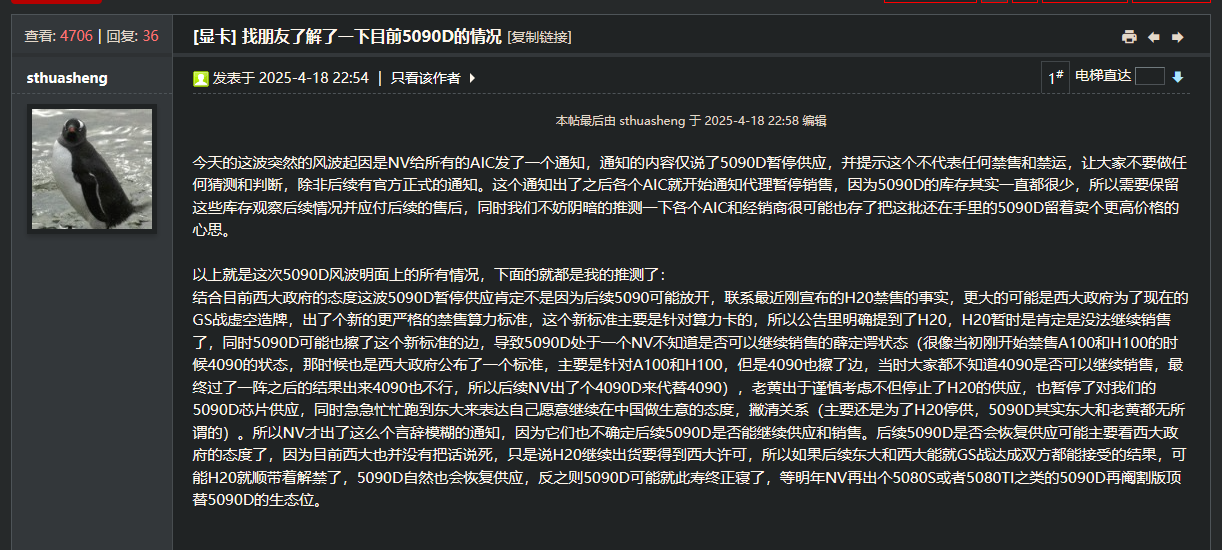 查看: 4706 | 回复: 36
[显卡] 找朋友了解了一下目前5090D的情况 [复制链接]
sthuasheng
发表于 2025-4-18 22:54 | 只看该作者
1#
电梯直达
本帖最后由 sthuasheng 于 2025-4-18 22:58 编辑
今天的这波突然的风波起因是NV给所有的AIC发了一个通知，通知的内容仅说了5090D暂停供应，并提示这个不代表任何禁售和禁运，让大家不要做任
何猜测和判断，除非后续有官方正式的通知。这个通知出了之后各个AIC就开始通知代理暂停销售，因为5090D的库存其实一直都很少，所以需要保留
这些库存观察后续情况并应付后续的售后，同时我们不妨阴暗的推测一下各个AIC和经销商很可能也存了把这批还在手里的5090D留着卖个更高价格的
心思。
以上就是这次5090D风波明面上的所有情况，下面的就都是我的推测了：
结合目前西大政府的态度这波5090D暂停供应肯定不是因为后续5090可能放开，联系最近刚宣布的H20禁售的事实，更大的可能是西大政府为了现在的
GS战虚空造牌，出了个新的更严格的禁售算力标准，这个新标准主要是针对算力卡的，所以公告里明确提到了H20，H20暂时是肯定是没法继续销售
了，同时5090D可能也擦了这个新标准的边，导致5090D处于一个NV不知道是否可以继续销售的薛定谔状态（很像当初刚开始禁售A100和H100的时
候4090的状态，那时候也是西大政府公布了一个标准，主要是针对A100和H100，但是4090也擦了边，当时大家都不知道4090是否可以继续销售，最
终过了一阵之后的结果出来4090也不行，所以后续NV出了个4090D来代替4090），老黄出于谨慎考虑不但停止了H20的供应，也暂停了对我们的
5090D芯片供应，同时急急忙忙跑到东大来表达自己愿意继续在中国做生意的态度，撇清关系（主要还是为了H20停供，5090D其实东大和老黄都无所
谓的）。所以NV才出了这么个言辞模糊的通知，因为它们也不确定后续5090D是否能继续供应和销售。后续5090D是否会恢复供应可能主要看西大政
府的态度了，因为目前西大也并没有把话说死，只是说H20继续出货要得到西大许可，所以如果后续东大和西大能就GS战达成双方都能接受的结果，可
能H20就顺带着解禁了，5090D自然也会恢复供应，反之则5090D可能就此寿终正寝了，等明年NV再出个5080S或者5080TI之类的5090D再阉割版顶
替5090D的生态位。